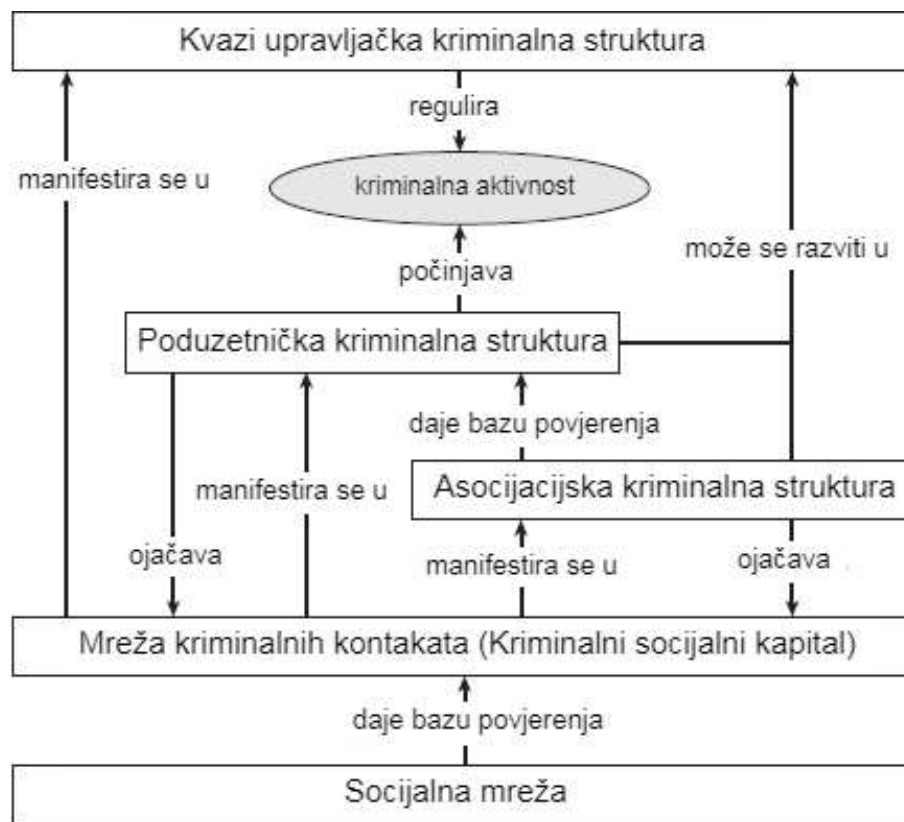 Kvazi upravljačka kriminalna struktura
regulira
manifestira se u
kriminalna aktivnost
može se razviti u
počinjava
Poduzetnička kriminalna struktura
daje bazu povjerenja
manifestira se u
Asocijacijska kriminalna struktura
ojačava
manifestira se u
ojačava
Mreža kriminalnih kontakata (Kriminalni socijalni kapital)
daje bazu povjerenja
Socijalna mreža